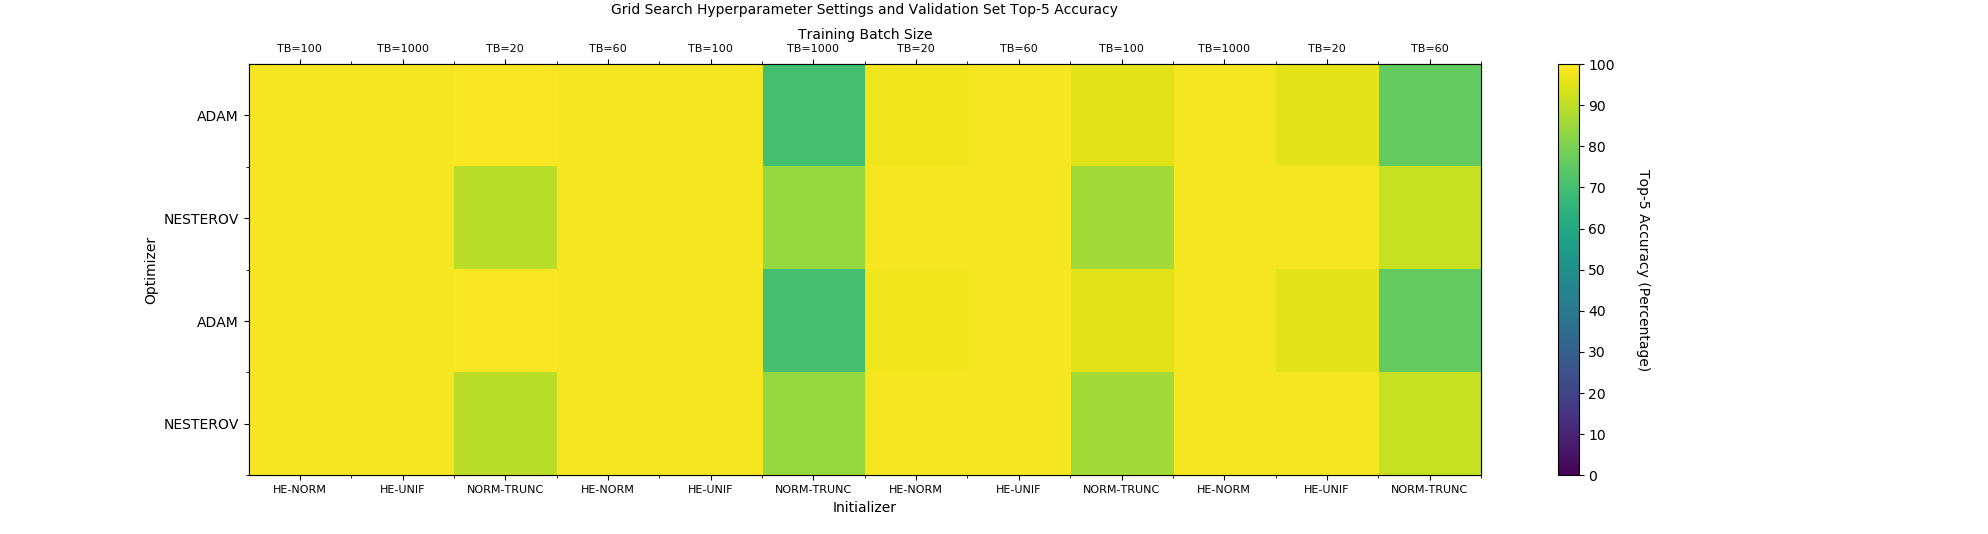 Grid Search Hyperparameter Settings and Validation Set Top-5 Accuracy
Training Batch Size
TB=100 TB=1000 TB=20 TB=60 TB=100 TB=1000 TB=20 TB=60 TB=100 TB=1000 TB=20 TB=60
ADAM
NESTEROV
ADAM
NESTEROV
Optimizer
HE-NORM HE-UNIF NORM-TRUNC HE-NORM HE-UNIF NORM-TRUNC HE-NORM HE-UNIF NORM-TRUNC HE-NORM HE-UNIF NORM-TRUNC
Initializer
100
90
80
70
60
50
40
30
20
10
0
Top-5 Accuracy (Percentage)